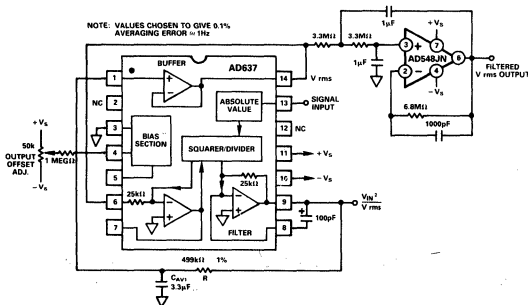 NOTE: VALUES CHOSEN TO GIVE 0.1%
AVERAGING ERROR ≈ 1Hz
1μF
+VS
3.3MΩ
3.3MΩ
3
+
7
AD548JN
6
FILTERED
V rms OUTPUT
1μF
2
−
4
−VS
6.8MΩ
1000pF
BUFFER
AD637
1
14
V rms
ABSOLUTE
VALUE
13
SIGNAL
INPUT
NC
2
12
NC
+VS
3
BIAS
SECTION
SQUARER/DIVIDER
11
+VS
50k
OUTPUT
OFFSET
ADJ.
1 MEGΩ
4
−VS
5
25kΩ
10
−VS
25kΩ
6
9
VIN²
V rms
+
100pF
7
FILTER
8
499kΩ 1%
R
CAV1
3.3μF